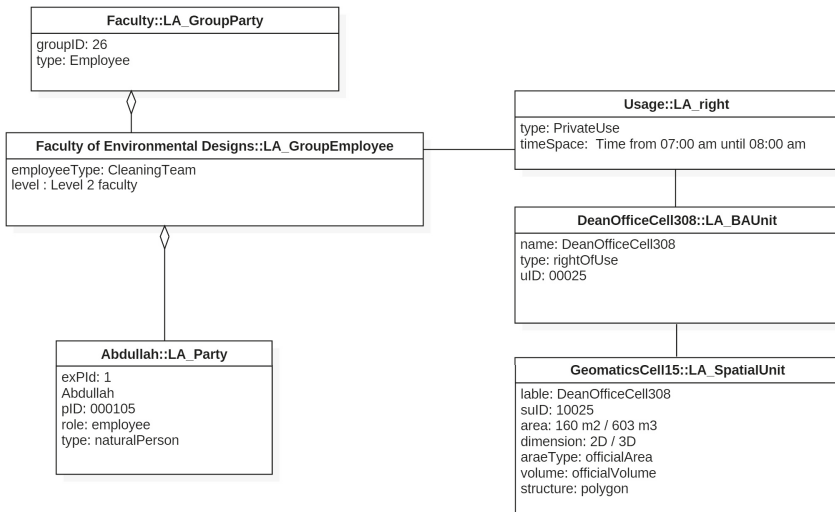 Faculty::LA_GroupParty
groupID: 26
type: Employee
Faculty of Environmental Designs::LA_GroupEmployee
employeeType: CleaningTeam
level : Level 2 faculty
Abdullah::LA_Party
exPId: 1
Abdullah
pID: 000105
role: employee
type: naturalPerson
Usage::LA_right
type: PrivateUse
timeSpace:  Time from 07:00 am until 08:00 am
DeanOfficeCell308::LA_BAUnit
name: DeanOfficeCell308
type: rightOfUse
uID: 00025
GeomaticsCell15::LA_SpatialUnit
lable: DeanOfficeCell308
suID: 10025
area: 160 m2 / 603 m3
dimension: 2D / 3D
araeType: officialArea
volume: officialVolume
structure: polygon